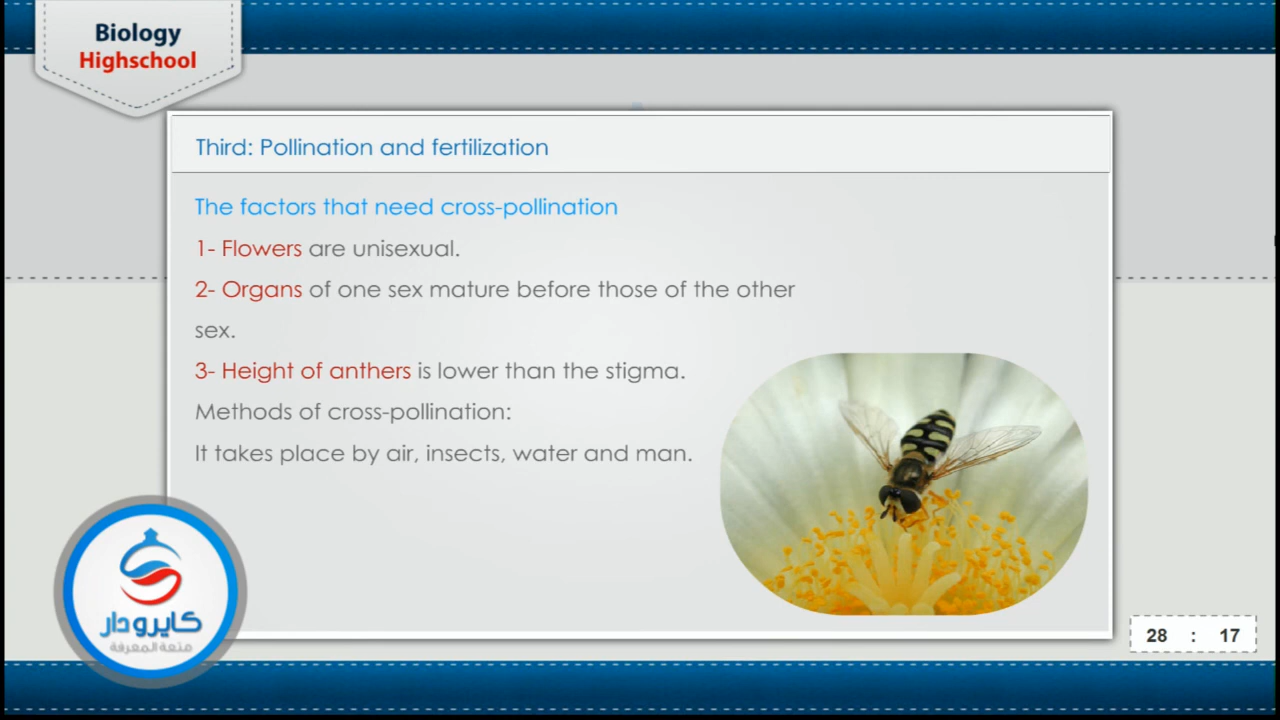 Biology
Highschool
Third: Pollination and fertilization
The factors that need cross-pollination
1- Flowers are unisexual.
2- Organs of one sex mature before those of the other
sex.
3- Height of anthers is lower than the stigma.
Methods of cross-pollination:
It takes place by air, insects, water and man.
كايرودار
متعة المعرفة
28 : 17